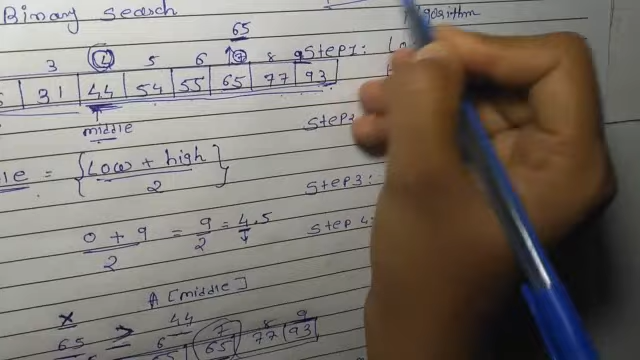 Binary search
Algorithm
65
3 4 5 6 7 8 9
31 44 54 55 65 77 93
middle
= { Low + high / 2 }
0 + 9 / 2 = 9 / 2 = 4.5
A [middle]
x 44
65 >
6 7 8 9
65 77 93
Step1: Lo
Step2
Step3:
Step 4: